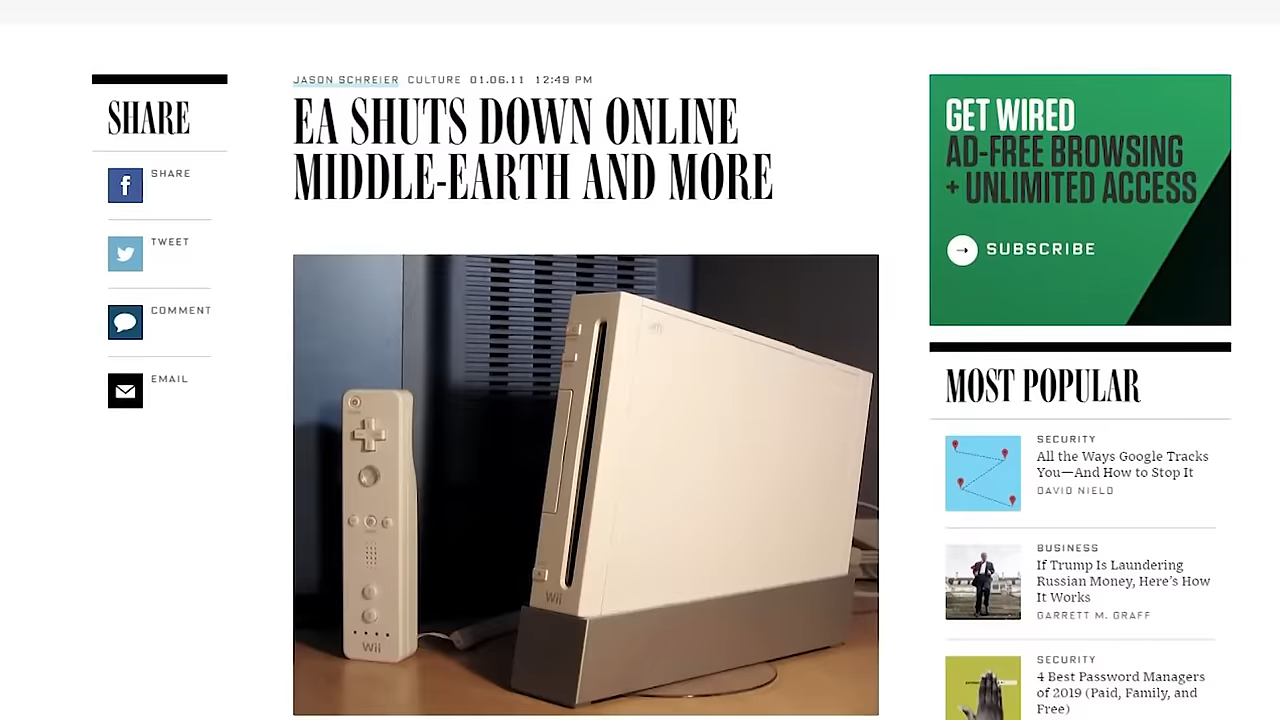 SHARE
SHARE
TWEET
COMMENT
EMAIL
JASON SCHREIER CULTURE 01.06.11 12:49 PM
EA SHUTS DOWN ONLINE
MIDDLE-EARTH AND MORE
Wii
Wii
GET WIRED
AD-FREE BROWSING
+ UNLIMITED ACCESS
SUBSCRIBE
MOST POPULAR
SECURITY
All the Ways Google Tracks
You—And How to Stop It
DAVID NIELD
BUSINESS
If Trump Is Laundering
Russian Money, Here's How
It Works
GARRETT M. GRAFF
SECURITY
4 Best Password Managers
of 2019 (Paid, Family, and
Free)